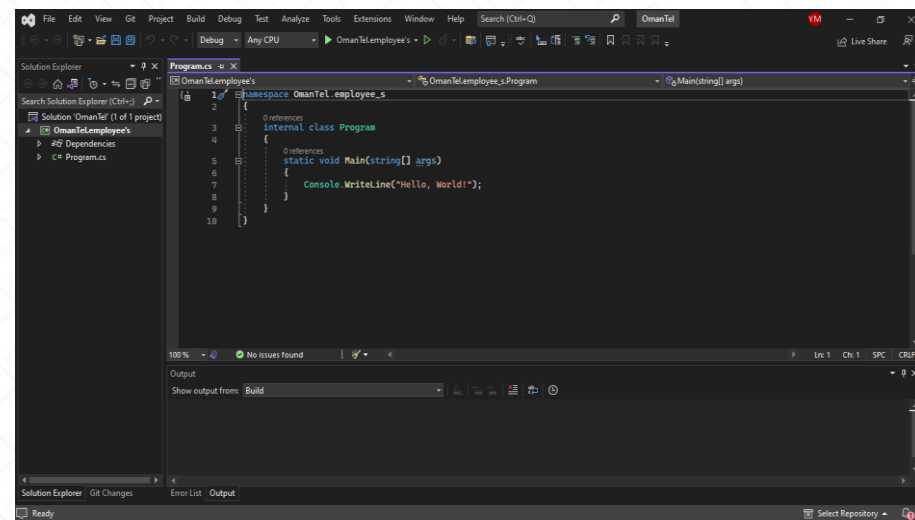 File Edit View Git Project Build Debug Test Analyze Tools Extensions Window Help Search (Ctrl+Q) OmanTel YM
Debug Any CPU OmanTel.employee's Live Share
Solution Explorer
Search Solution Explorer (Ctrl+;)
Solution 'OmanTel' (1 of 1 project)
OmanTel.employee's
Dependencies
C# Program.cs
Program.cs
OmanTel.employee's OmanTel.employee_s.Program Main(string[] args)
1 namespace OmanTel.employee_s
2 {
0 references
3 internal class Program
4 {
0 references
5 static void Main(string[] args)
6 {
7 Console.WriteLine("Hello, World!");
8 }
9 }
10 }
100 % No issues found Ln: 1 Ch: 1 SPC CRLF
Output
Show output from: Build
Solution Explorer Git Changes Error List Output
Ready Select Repository